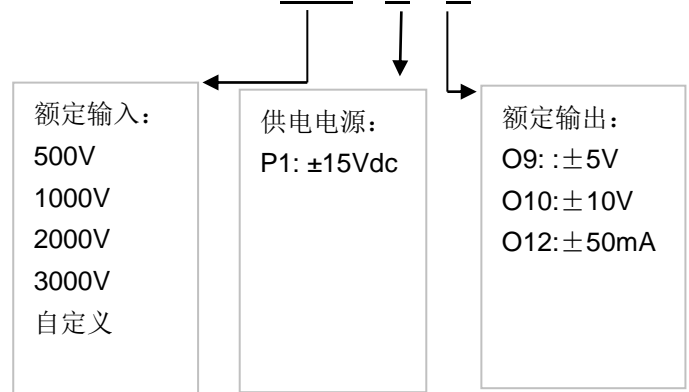 额定输入：
500V
1000V
2000V
3000V
自定义
供电电源：
P1: ±15Vdc
额定输出：
O9: :±5V
O10:±10V
O12:±50mA